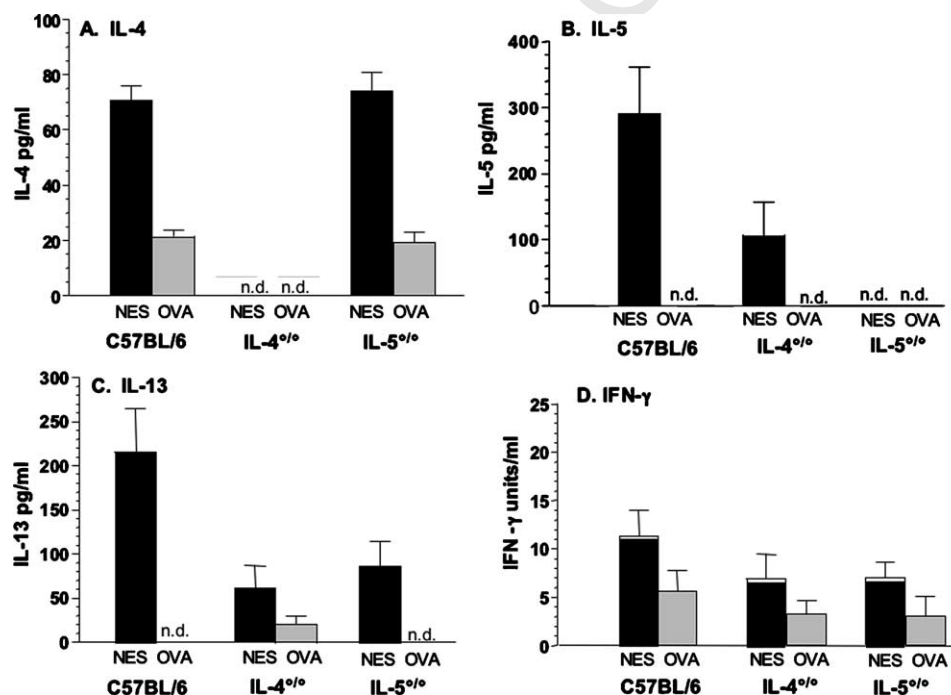 A. IL-4
IL-4 pg/ml
100
80
60
40
20
0
n.d. n.d.
NES OVA NES OVA NES OVA
C57BL/6 IL-4°/° IL-5°/°
B. IL-5
IL-5 pg/ml
400
300
200
100
0
n.d. n.d. n.d. n.d.
NES OVA NES OVA NES OVA
C57BL/6 IL-4°/° IL-5°/°
C. IL-13
IL-13 pg/ml
300
250
200
150
100
50
0
n.d. n.d.
NES OVA NES OVA NES OVA
C57BL/6 IL-4°/° IL-5°/°
D. IFN-γ
IFN -γ units/ml
25
20
15
10
5
0
NES OVA NES OVA NES OVA
C57BL/6 IL-4°/° IL-5°/°